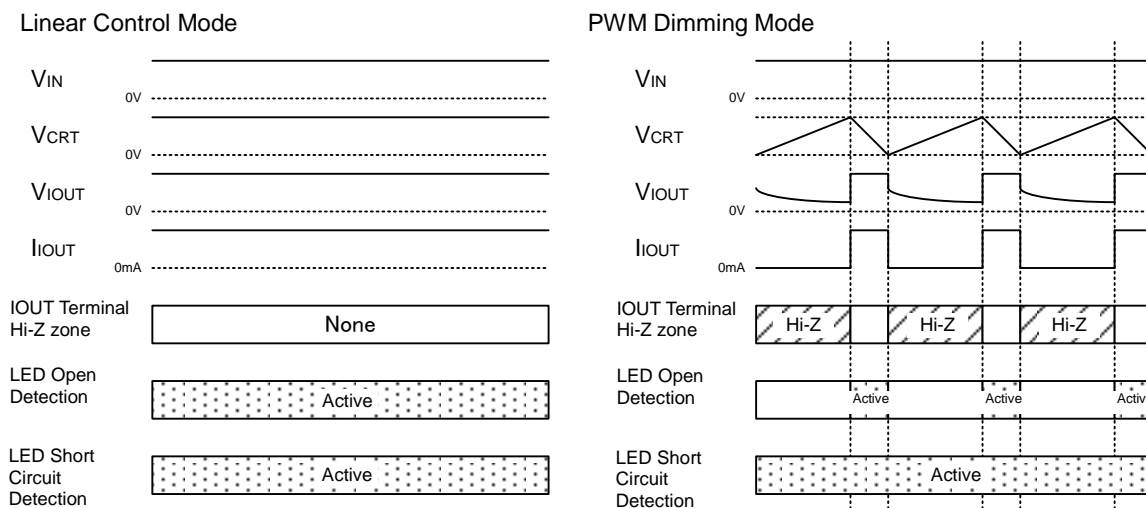 Linear Control Mode
VIN
0V
VCRT
0V
VIOUT
0V
IIOUT
0mA
IOUT Terminal
Hi-Z zone
None
LED Open
Detection
Active
LED Short
Circuit
Detection
Active
PWM Dimming Mode
VIN
0V
VCRT
0V
VIOUT
0V
IIOUT
0mA
IOUT Terminal
Hi-Z zone
Hi-Z Hi-Z Hi-Z
LED Open
Detection
Active Active Activ
LED Short
Circuit
Detection
Active